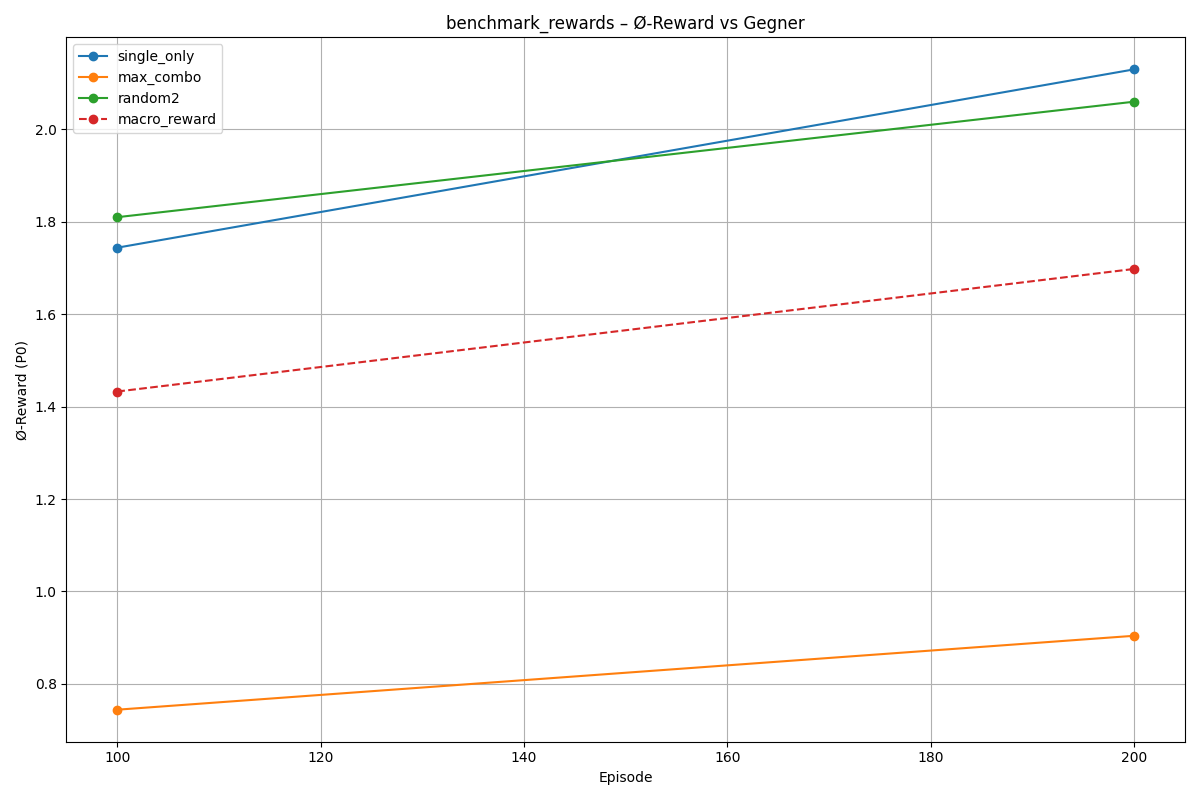 benchmark_rewards – Ø-Reward vs Gegner
single_only
max_combo
random2
macro_reward
Ø-Reward (P0)
2.0
1.8
1.6
1.4
1.2
1.0
0.8
100 120 140 160 180 200
Episode